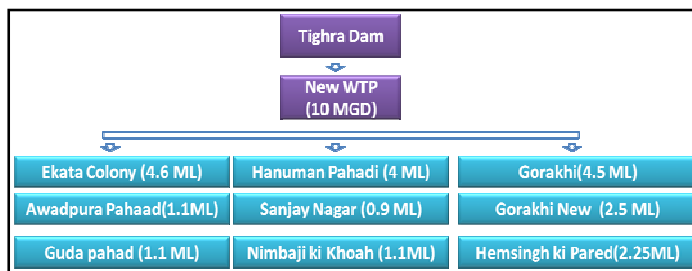 Tighra Dam
New WTP
(10 MGD)
Ekata Colony (4.6 ML)
Hanuman Pahadi (4 ML)
Gorakhi(4.5 ML)
Awadpura Pahaad(1.1ML)
Sanjay Nagar (0.9 ML)
Gorakhi New (2.5 ML)
Guda pahad (1.1 ML)
Nimbaji ki Khoah (1.1ML)
Hemsingh ki Pared(2.25ML)